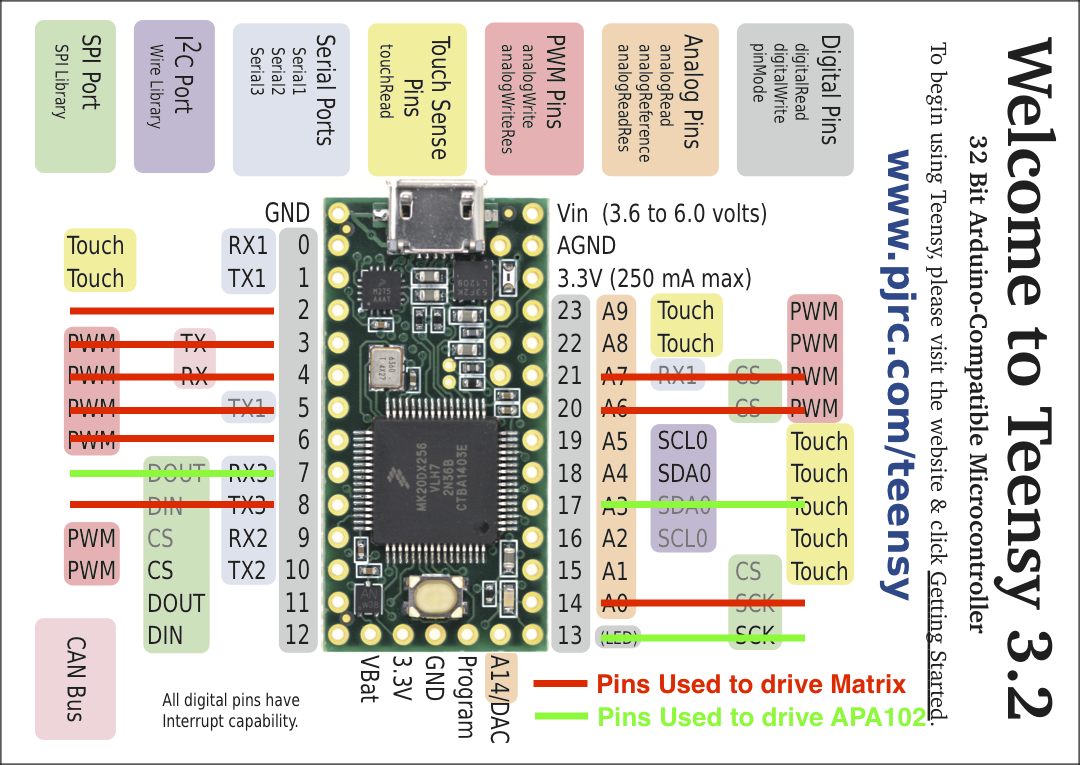 Welcome to Teensy 3.2
32 Bit Arduino-Compatible Microcontroller
To begin using Teensy, please visit the website & click Getting Started.
www.pjrc.com/teensy
SPI Port
SPI Library
I2C Port
Wire Library
Serial Ports
Serial1
Serial2
Serial3
Touch Sense
Pins
touchRead
PWM Pins
analogWrite
analogWriteRes
Analog Pins
analogRead
analogReference
analogReadRes
Digital Pins
digitalRead
digitalWrite
pinMode
GND
Touch RX1 0
Touch TX1 1
2
PWM TX 3
PWM RX 4
PWM TX1 5
PWM 6
DOUT RX3 7
DIN TX3 8
PWM CS RX2 9
PWM CS TX2 10
DOUT 11
DIN 12
Vin (3.6 to 6.0 volts)
AGND
3.3V (250 mA max)
23 A9 Touch PWM
22 A8 Touch PWM
21 A7 RX1 CS PWM
20 A6 CS PWM
19 A5 SCL0 Touch
18 A4 SDA0 Touch
17 A3 SDA0 Touch
16 A2 SCL0 Touch
15 A1 CS Touch
14 A0 SCK
13 (LED) SCK
MK20DX256
VLH7
2N36B
CTBA1403E
VBat
3.3V
GND
Program
A14/DAC
CAN Bus
All digital pins have
Interrupt capability.
Pins Used to drive Matrix
Pins Used to drive APA102